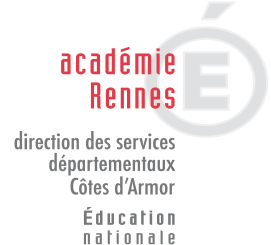 académie
Rennes
É
direction des services
départementaux
Côtes d'Armor
Éducation
nationale